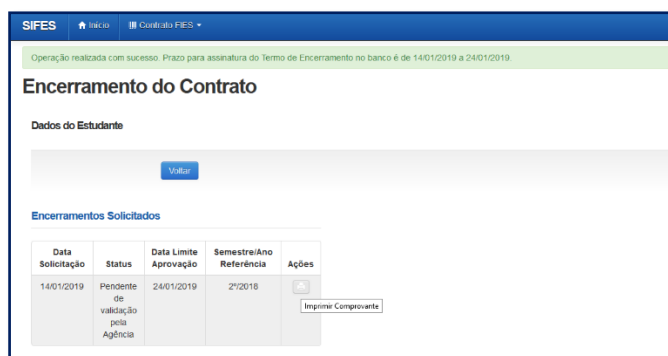 SIFES Início Contrato FIES
Operação realizada com sucesso. Prazo para assinatura do Termo de Encerramento no banco é de 14/01/2019 a 24/01/2019.
Encerramento do Contrato
Dados do Estudante
Voltar
Encerramentos Solicitados
Data Solicitação Status Data Limite Aprovação Semestre/Ano Referência Ações
14/01/2019 Pendente de validação pela Agência 24/01/2019 2º/2018
Imprimir Comprovante